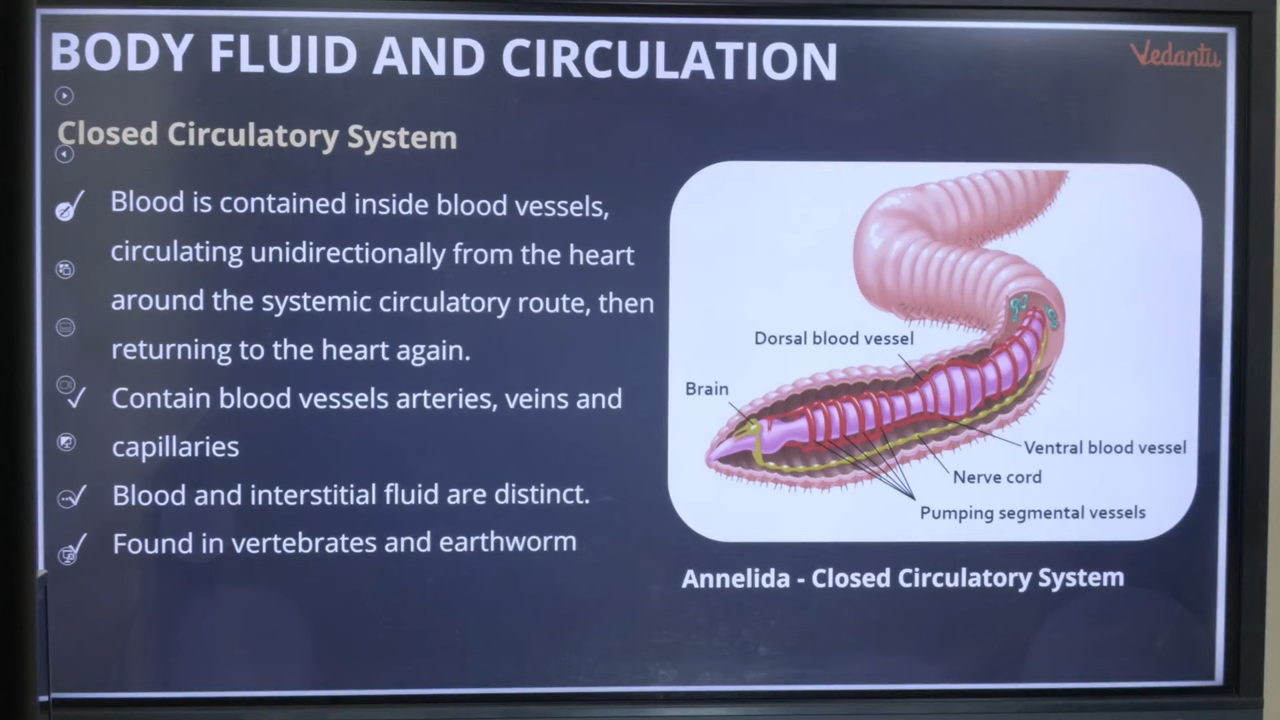 BODY FLUID AND CIRCULATION
Vedantu
Closed Circulatory System
Blood is contained inside blood vessels,
circulating unidirectionally from the heart
around the systemic circulatory route, then
returning to the heart again.
Contain blood vessels arteries, veins and
capillaries
Blood and interstitial fluid are distinct.
Found in vertebrates and earthworm
Dorsal blood vessel
Brain
Ventral blood vessel
Nerve cord
Pumping segmental vessels
Annelida - Closed Circulatory System